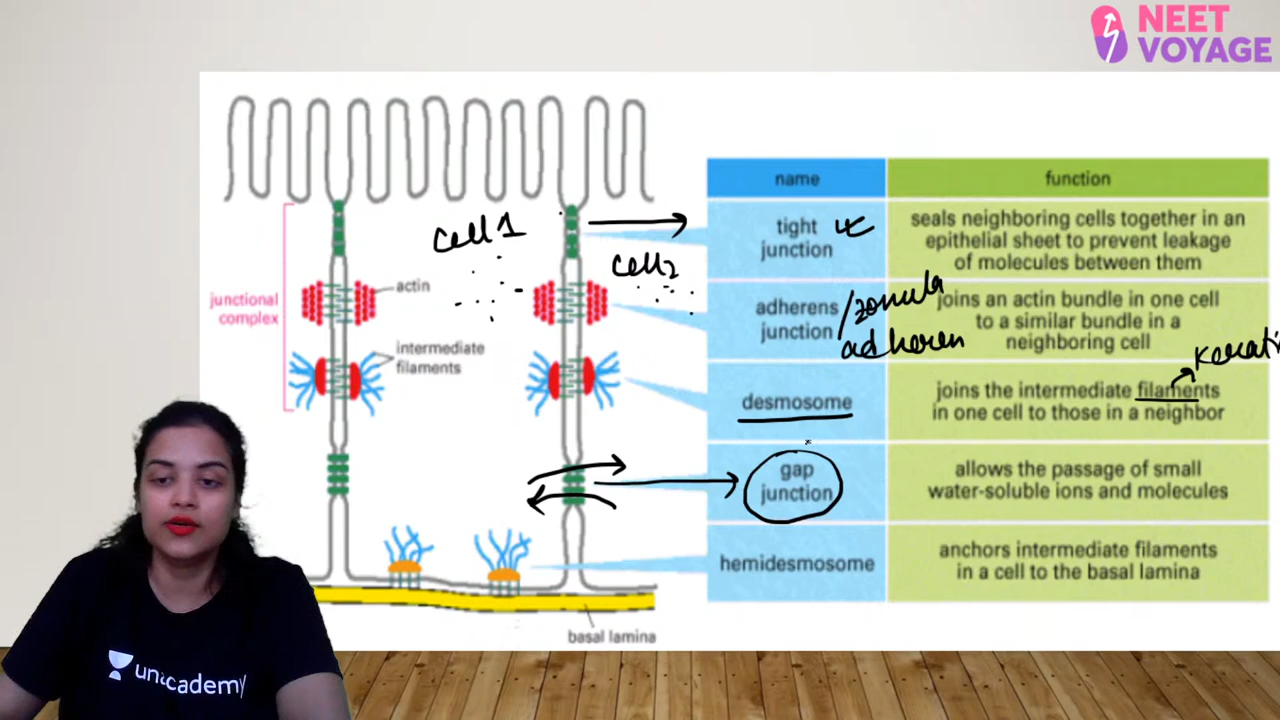 NEET
VOYAGE
name
function
cell 1
tight
junction
seals neighboring cells together in an
epithelial sheet to prevent leakage
of molecules between them
cell2
actin
junctional
complex
adherens
junction
/zonula
adheren
joins an actin bundle in one cell
to a similar bundle in a
neighboring cell
intermediate
filaments
desmosome
joins the intermediate filaments
in one cell to those in a neighbor
Kerati
gap
junction
allows the passage of small
water-soluble ions and molecules
hemidesmosome
anchors intermediate filaments
in a cell to the basal lamina
basal lamina
unacademy